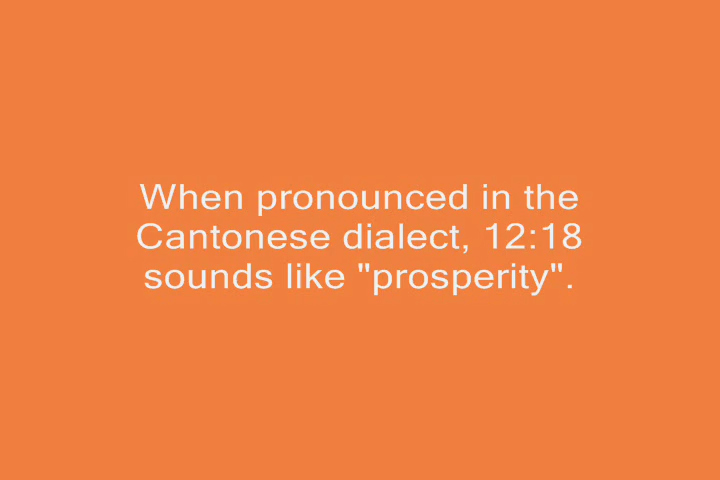 When pronounced in the
Cantonese dialect, 12:18
sounds like "prosperity".